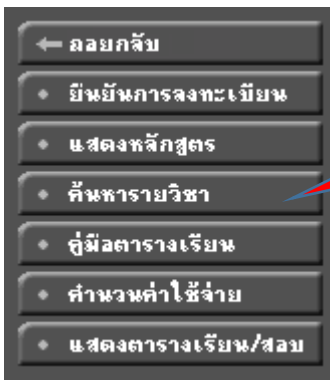 ถอยกลับ
ยืนยันการลงทะเบียน
แสดงหลักสูตร
ค้นหารายวิชา
คู่มือตารางเรียน
คำนวนค่าใช้จ่าย
แสดงตารางเรียน/สอบ